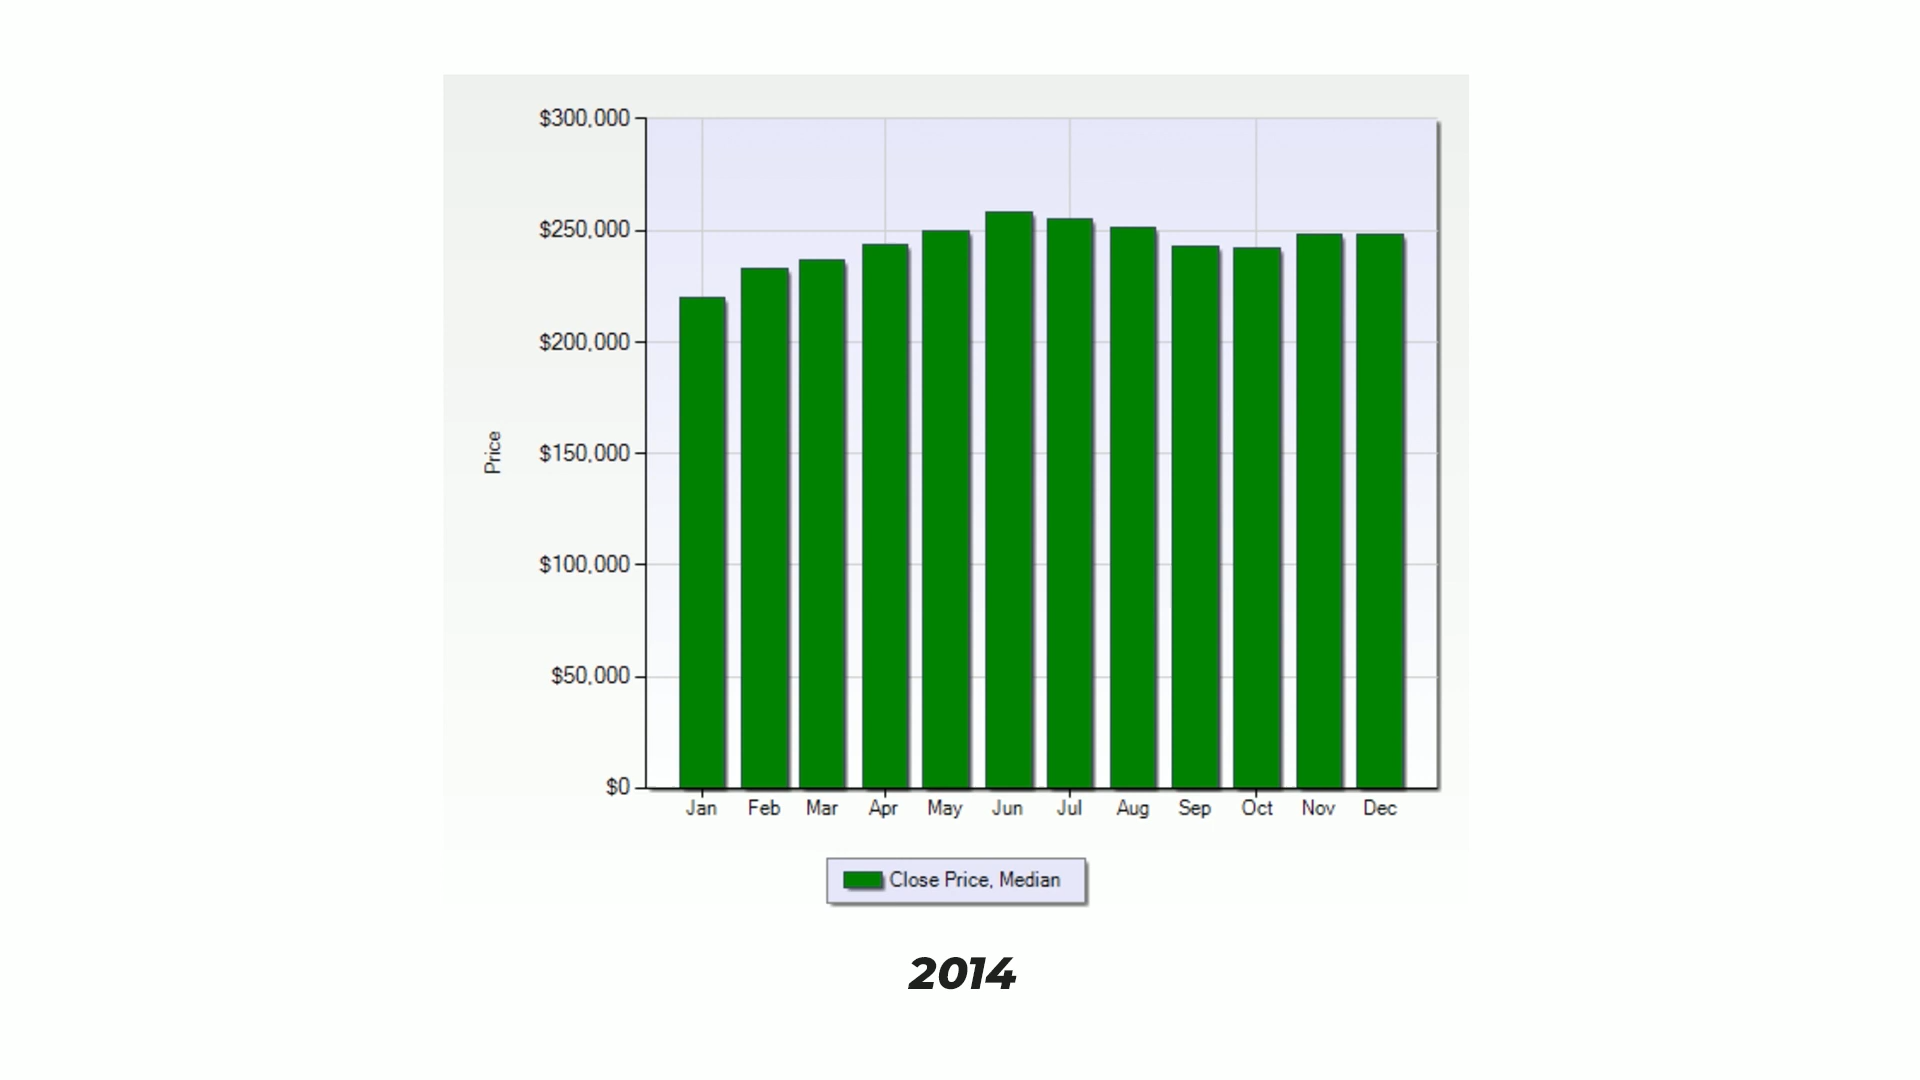 $300,000
$250,000
$200,000
$150,000
$100,000
$50,000
$0
Price
Jan Feb Mar Apr May Jun Jul Aug Sep Oct Nov Dec
Close Price, Median
2014